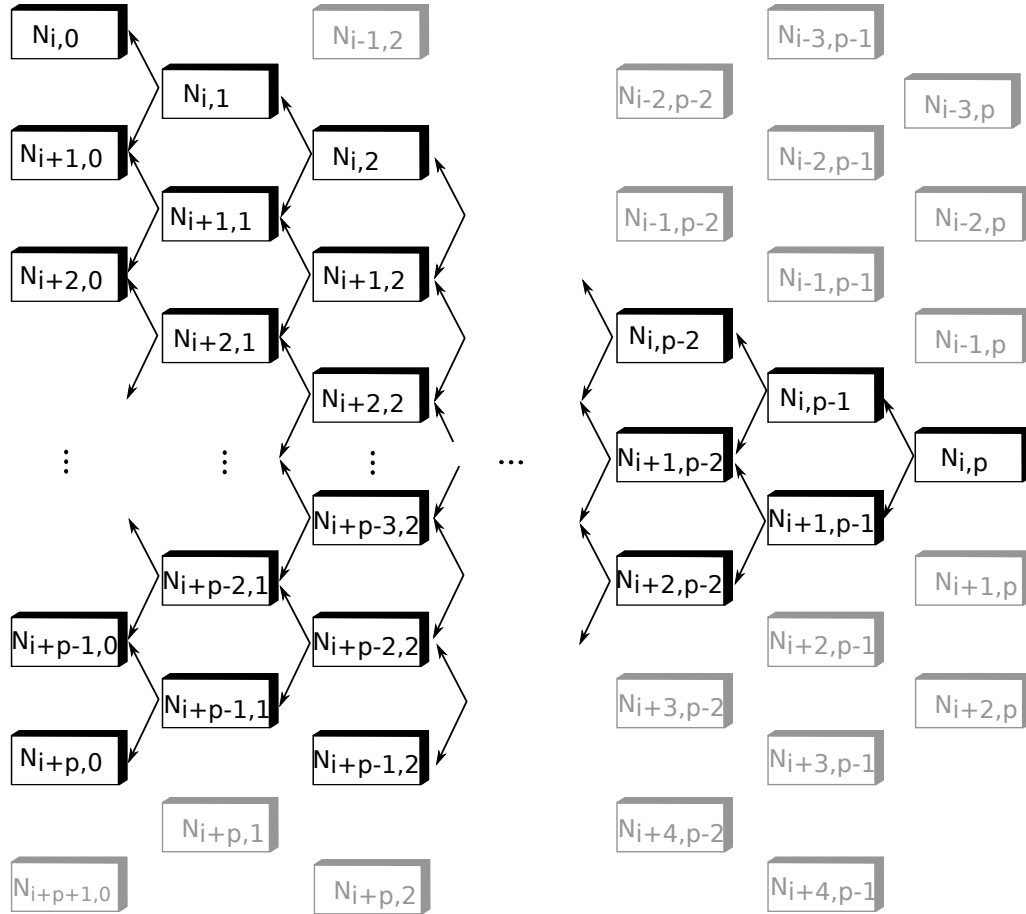 N_{i,0}
N_{i+1,0}
N_{i+2,0}
⋮
N_{i+p-1,0}
N_{i+p,0}
N_{i+p+1,0}
N_{i,1}
N_{i+1,1}
N_{i+2,1}
⋮
N_{i+p-2,1}
N_{i+p-1,1}
N_{i+p,1}
N_{i-1,2}
N_{i,2}
N_{i+1,2}
N_{i+2,2}
⋮
N_{i+p-3,2}
N_{i+p-2,2}
N_{i+p-1,2}
N_{i+p,2}
...
N_{i-2,p-2}
N_{i-1,p-2}
N_{i,p-2}
N_{i+1,p-2}
N_{i+2,p-2}
N_{i+3,p-2}
N_{i+4,p-2}
N_{i-3,p-1}
N_{i-2,p-1}
N_{i-1,p-1}
N_{i,p-1}
N_{i+1,p-1}
N_{i+2,p-1}
N_{i+3,p-1}
N_{i+4,p-1}
N_{i-3,p}
N_{i-2,p}
N_{i-1,p}
N_{i,p}
N_{i+1,p}
N_{i+2,p}